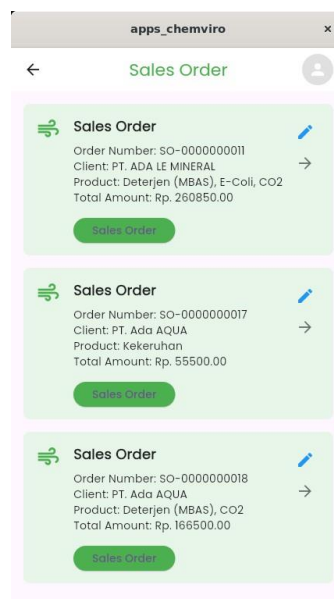 apps_chemviro
Sales Order
Sales Order
Order Number: SO-0000000011
Client: PT. ADA LE MINERAL
Product: Deterjen (MBAS), E-Coli, CO2
Total Amount: Rp. 260850.00
Sales Order
Sales Order
Order Number: SO-0000000017
Client: PT. Ada AQUA
Product: Kekeruhan
Total Amount: Rp. 55500.00
Sales Order
Sales Order
Order Number: SO-0000000018
Client: PT. Ada AQUA
Product: Deterjen (MBAS), CO2
Total Amount: Rp. 166500.00
Sales Order